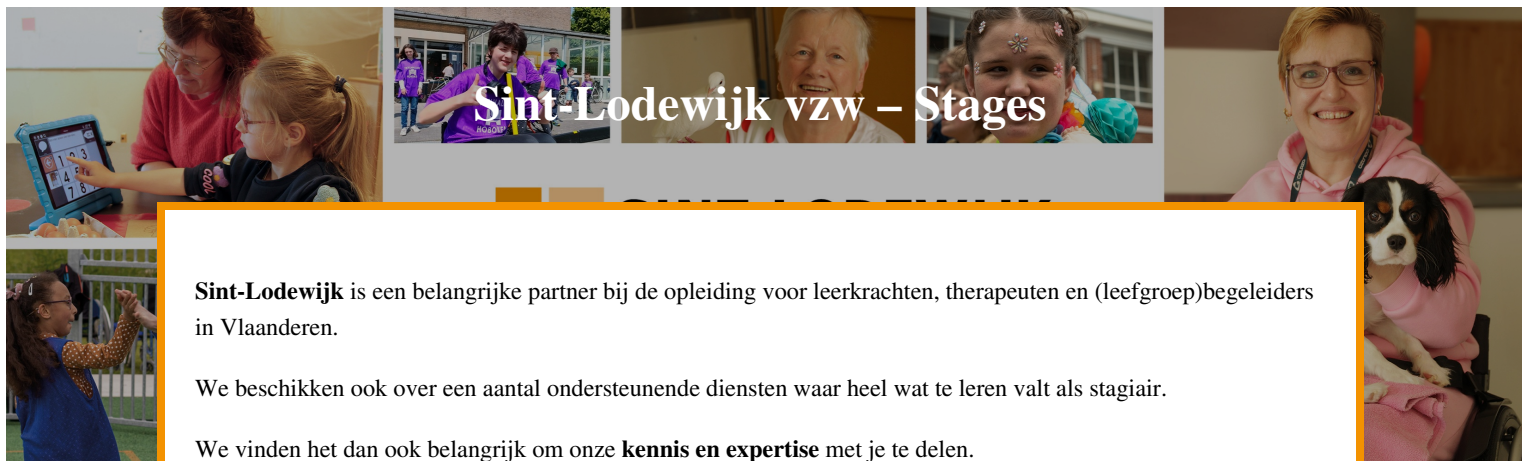 Sint-Lodewijk vzw – Stages
Sint-Lodewijk is een belangrijke partner bij de opleiding voor leerkrachten, therapeuten en (leefgroep)begeleiders
in Vlaanderen.
We beschikken ook over een aantal ondersteunende diensten waar heel wat te leren valt als stagiair.
We vinden het dan ook belangrijk om onze kennis en expertise met je te delen.